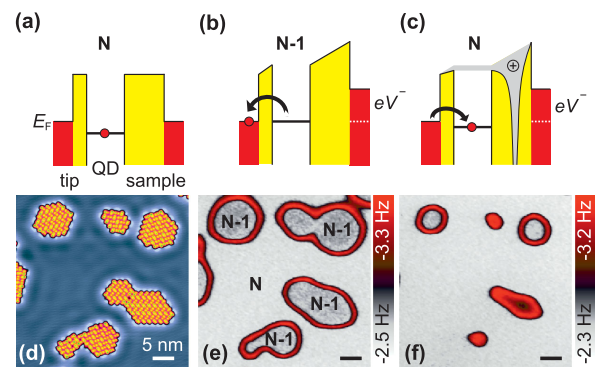 (a) (b) (c)
N N-1 N
eV⁻ eV⁻
E_F
tip QD sample
N-1 N-1
N
N-1
N-1
-3.3 Hz
-2.5 Hz
-3.2 Hz
-2.3 Hz
(d) 5 nm (e) (f)